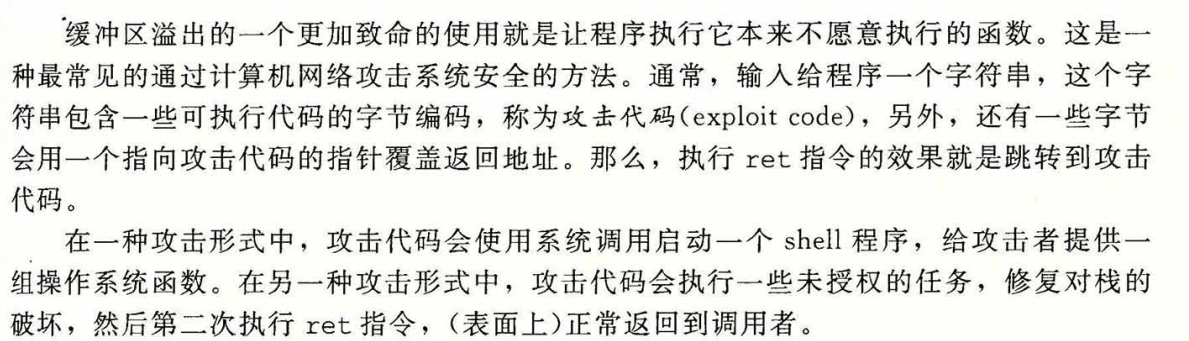 缓冲区溢出的一个更加致命的使用就是让程序执行它本来不愿意执行的函数。这是一
种最常见的通过计算机网络攻击系统安全的方法。通常，输入给程序一个字符串，这个字
符串包含一些可执行代码的字节编码，称为攻击代码(exploit code)，另外，还有一些字节
会用一个指向攻击代码的指针覆盖返回地址。那么，执行 ret 指令的效果就是跳转到攻击
代码。
在一种攻击形式中，攻击代码会使用系统调用启动一个 shell 程序，给攻击者提供一
组操作系统函数。在另一种攻击形式中，攻击代码会执行一些未授权的任务，修复对栈的
破坏，然后第二次执行 ret 指令，(表面上)正常返回到调用者。